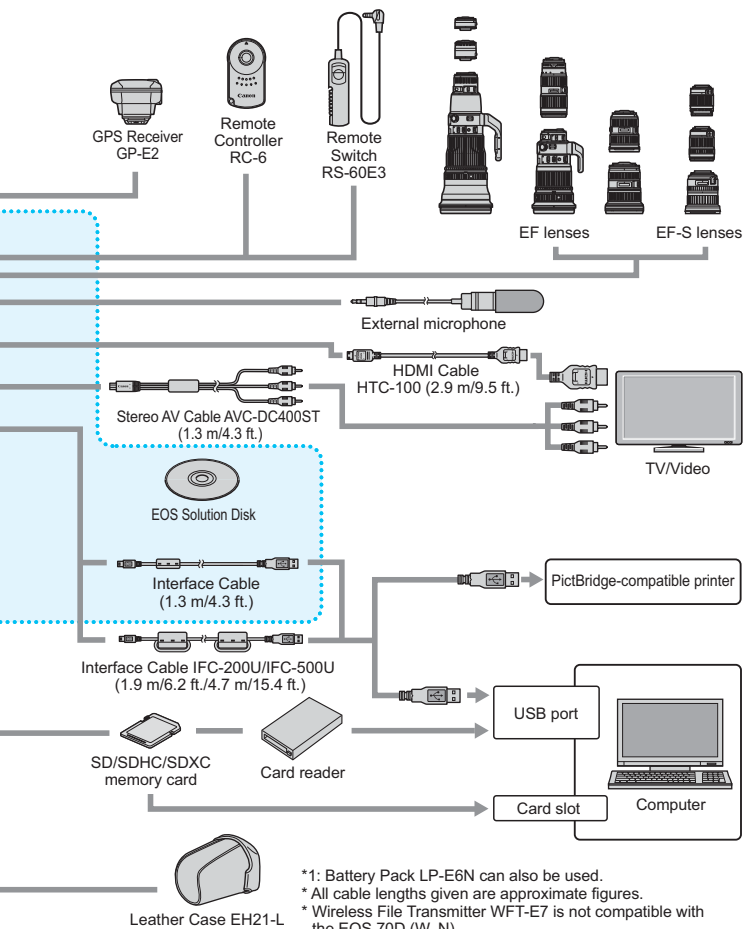 GPS Receiver
GP-E2
Canon
Remote
Controller
RC-6
Remote
Switch
RS-60E3
EF lenses
EF-S lenses
External microphone
HDMI Cable
HTC-100 (2.9 m/9.5 ft.)
Stereo AV Cable AVC-DC400ST
(1.3 m/4.3 ft.)
TV/Video
EOS Solution Disk
Interface Cable
(1.3 m/4.3 ft.)
PictBridge-compatible printer
Interface Cable IFC-200U/IFC-500U
(1.9 m/6.2 ft./4.7 m/15.4 ft.)
USB port
SD/SDHC/SDXC
memory card
Card reader
Card slot
Computer
Leather Case EH21-L
*1: Battery Pack LP-E6N can also be used.
* All cable lengths given are approximate figures.
* Wireless File Transmitter WFT-E7 is not compatible with
the EOS 70D (W, N)